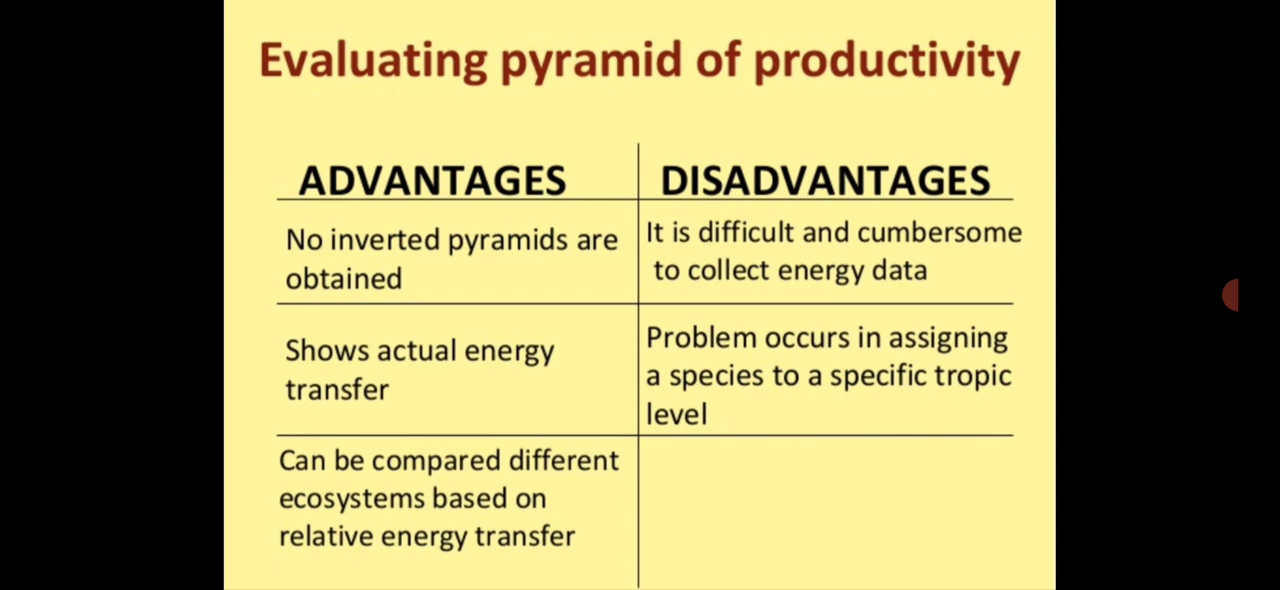 Evaluating pyramid of productivity
ADVANTAGES
DISADVANTAGES
No inverted pyramids are
obtained
It is difficult and cumbersome
to collect energy data
Shows actual energy
transfer
Problem occurs in assigning
a species to a specific tropic
level
Can be compared different
ecosystems based on
relative energy transfer